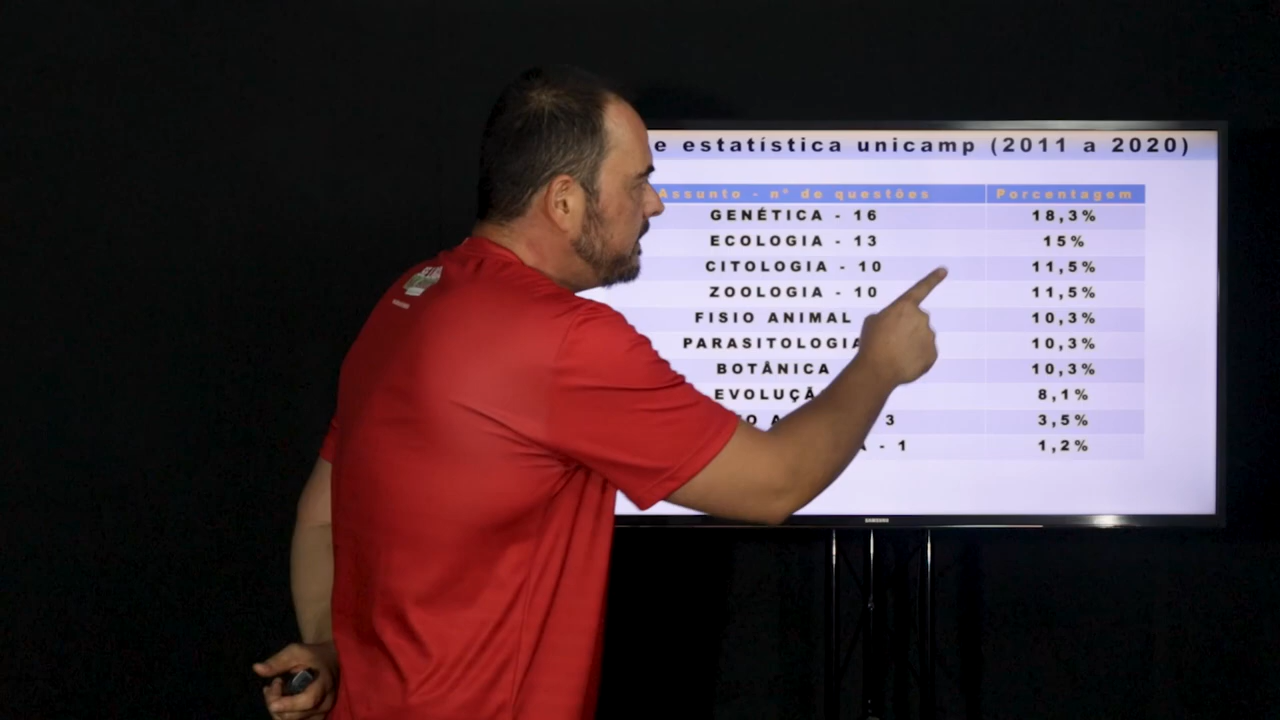 e estatística unicamp (2011 a 2020)
Assunto - nº de questões Porcentagem
GENÉTICA - 16 18,3%
ECOLOGIA - 13 15%
CITOLOGIA - 10 11,5%
ZOOLOGIA - 10 11,5%
FISIO ANIMAL 10,3%
PARASITOLOGIA 10,3%
BOTÂNICA 10,3%
EVOLUÇÃ 8,1%
3 3,5%
- 1 1,2%
SAMSUNG